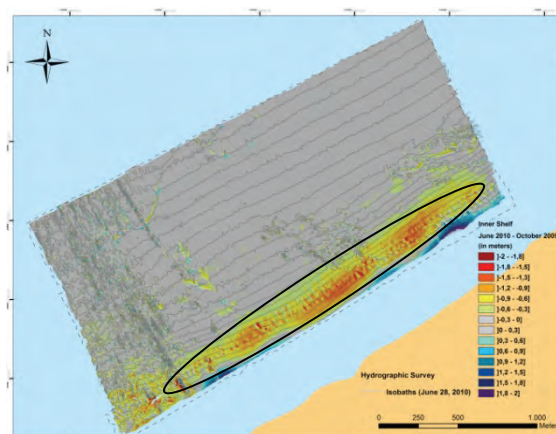 N
Inner Shelf
June 2010 - October 2009
(in meters)
]-2 - -1,8]
]-1,8 - -1,5]
]-1,5 - -1,3]
]-1,2 - -0,9]
]-0,9 - -0,6]
]-0,6 - -0,3]
]-0,3 - 0]
]0 - 0,3]
]0,3 - 0,6]
]0,6 - 0,9]
]0,9 - 1,2]
]1,2 - 1,5]
]1,5 - 1,8]
]1,8 - 2]
Hydrographic Survey
Isobaths (June 28, 2010)
0 250 500 1.000